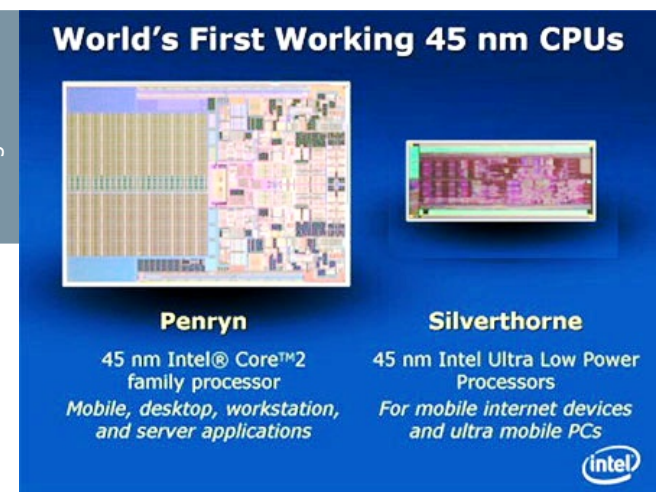 World's First Working 45 nm CPUs
Penryn
45 nm Intel® Core™2
family processor
Mobile, desktop, workstation,
and server applications
Silverthorne
45 nm Intel Ultra Low Power
Processors
For mobile internet devices
and ultra mobile PCs
intel